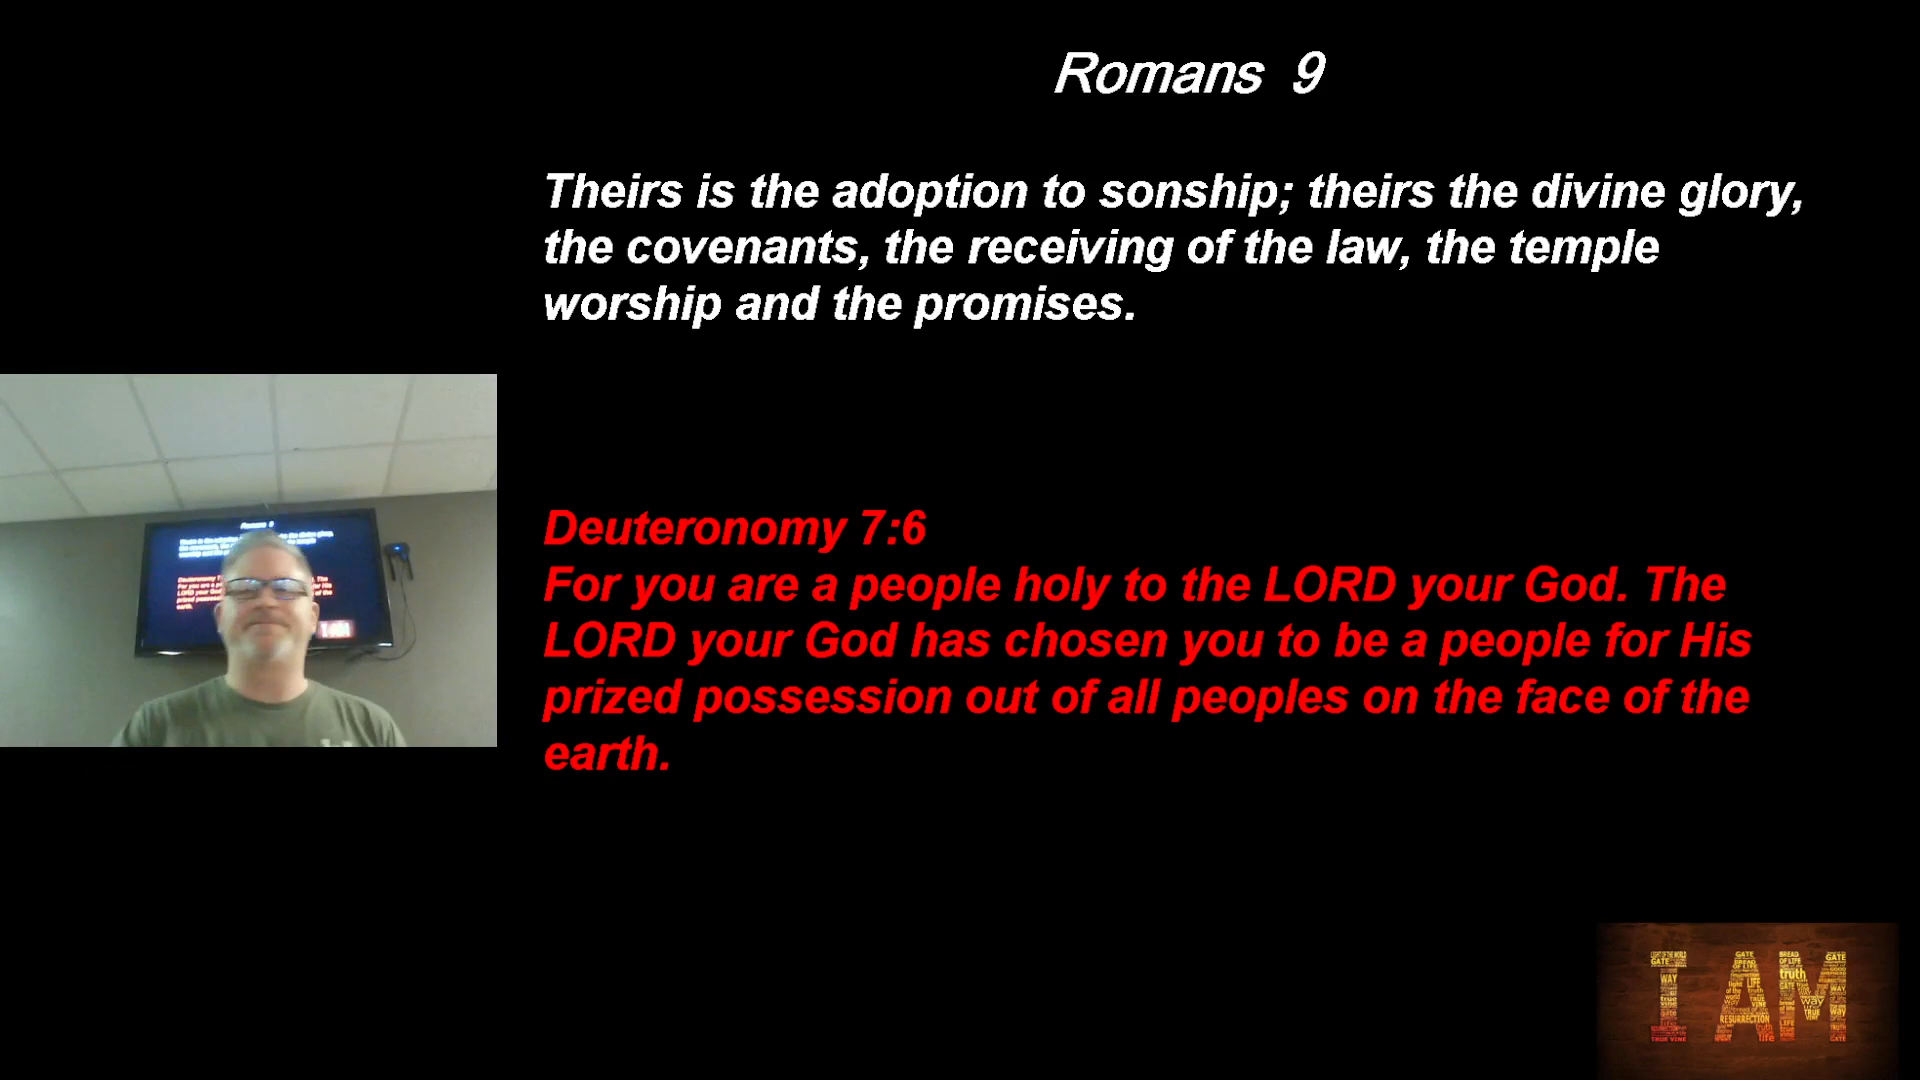 Romans 9
Theirs is the adoption to sonship; theirs the divine glory,
the covenants, the receiving of the law, the temple
worship and the promises.
Deuteronomy 7:6
For you are a people holy to the LORD your God. The
LORD your God has chosen you to be a people for His
prized possession out of all peoples on the face of the
earth.
I AM